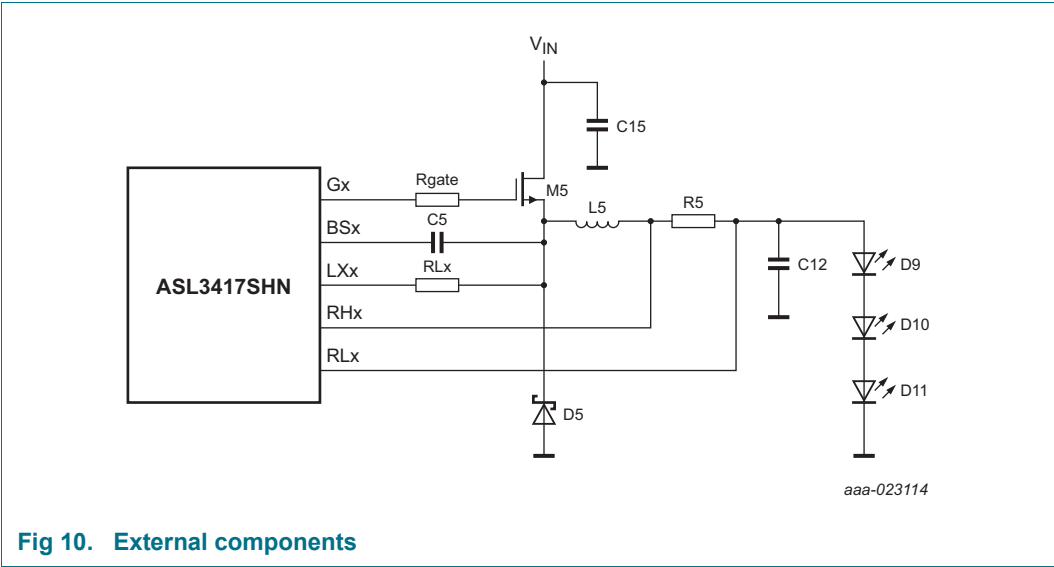 VIN
C15
Gx
Rgate
M5
L5
R5
BSx
C5
C12
D9
LXx
RLx
ASL3417SHN
RHx
D10
RLx
D11
D5
aaa-023114
Fig 10. External components